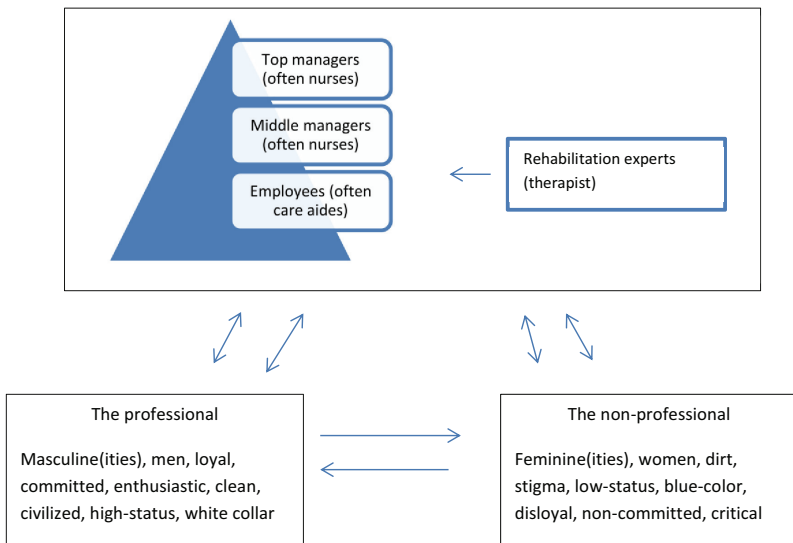 Top managers
(often nurses)
Middle managers
(often nurses)
Employees (often
care aides)
Rehabilitation experts
(therapist)
The professional
Masculine(ities), men, loyal,
committed, enthusiastic, clean,
civilized, high-status, white collar
The non-professional
Feminine(ities), women, dirt,
stigma, low-status, blue-color,
disloyal, non-committed, critical